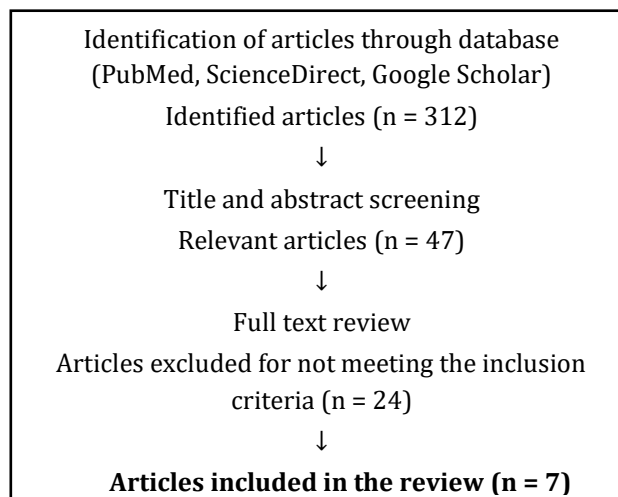 Identification of articles through database
(PubMed, ScienceDirect, Google Scholar)
Identified articles (n = 312)
↓
Title and abstract screening
Relevant articles (n = 47)
↓
Full text review
Articles excluded for not meeting the inclusion
criteria (n = 24)
↓
Articles included in the review (n = 7)